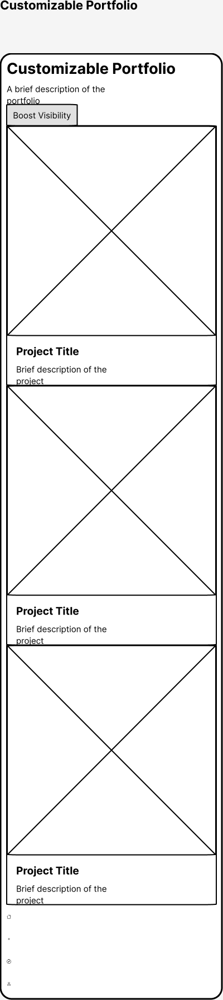 Customizable Portfolio
Customizable Portfolio
A brief description of the
portfolio
Boost Visibility
Project Title
Brief description of the
project
Project Title
Brief description of the
project
Project Title
Brief description of the
project